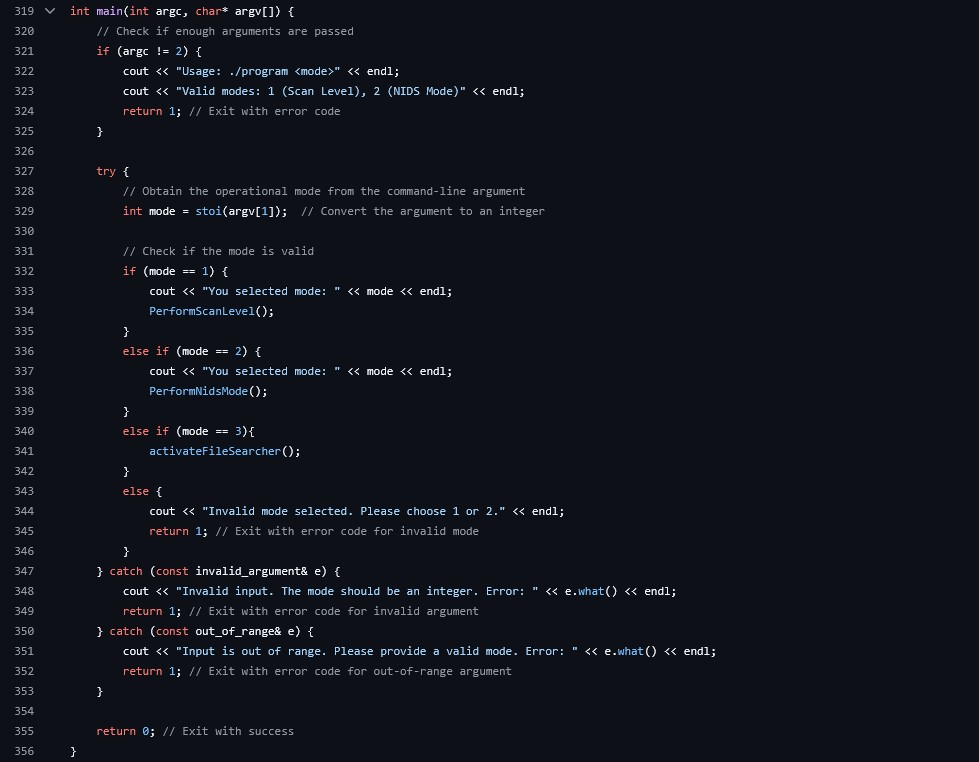 319 int main(int argc, char* argv[]) {
320     // Check if enough arguments are passed
321     if (argc != 2) {
322         cout << "Usage: ./program <mode>" << endl;
323         cout << "Valid modes: 1 (Scan Level), 2 (NIDS Mode)" << endl;
324         return 1; // Exit with error code
325     }
326
327     try {
328         // Obtain the operational mode from the command-line argument
329         int mode = stoi(argv[1]);  // Convert the argument to an integer
330
331         // Check if the mode is valid
332         if (mode == 1) {
333             cout << "You selected mode: " << mode << endl;
334             PerformScanLevel();
335         }
336         else if (mode == 2) {
337             cout << "You selected mode: " << mode << endl;
338             PerformNidsMode();
339         }
340         else if (mode == 3){
341             activateFileSearcher();
342         }
343         else {
344             cout << "Invalid mode selected. Please choose 1 or 2." << endl;
345             return 1; // Exit with error code for invalid mode
346         }
347     } catch (const invalid_argument& e) {
348         cout << "Invalid input. The mode should be an integer. Error: " << e.what() << endl;
349         return 1; // Exit with error code for invalid argument
350     } catch (const out_of_range& e) {
351         cout << "Input is out of range. Please provide a valid mode. Error: " << e.what() << endl;
352         return 1; // Exit with error code for out-of-range argument
353     }
354
355     return 0; // Exit with success
356 }